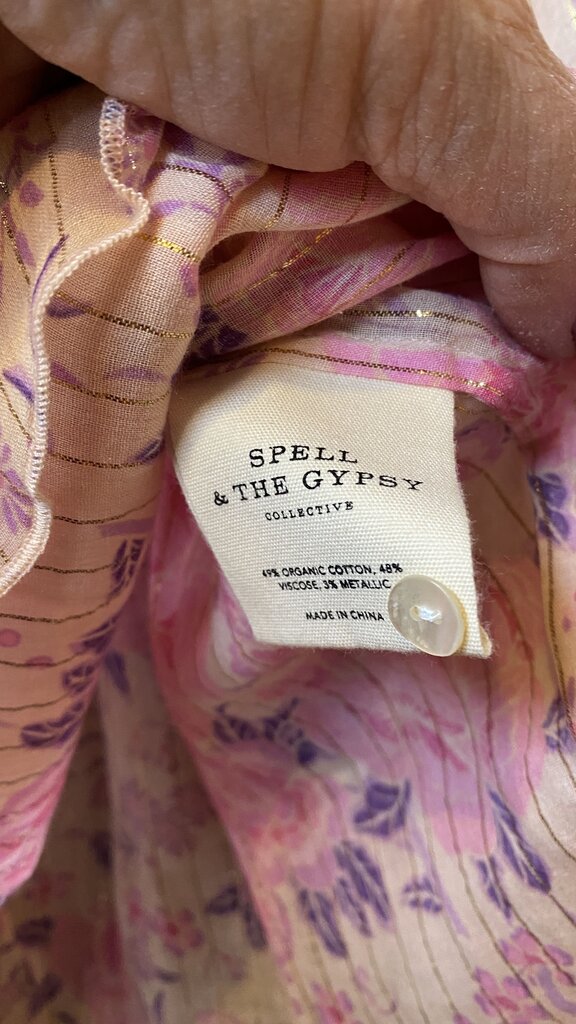 SPELL
& THE GYPSY
COLLECTIVE
49% ORGANIC COTTON, 48%
VISCOSE, 3% METALLIC
MADE IN CHINA